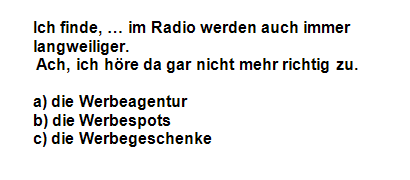 Ich finde, … im Radio werden auch immer
langweiliger.
Ach, ich höre da gar nicht mehr richtig zu.
a) die Werbeagentur
b) die Werbespots
c) die Werbegeschenke